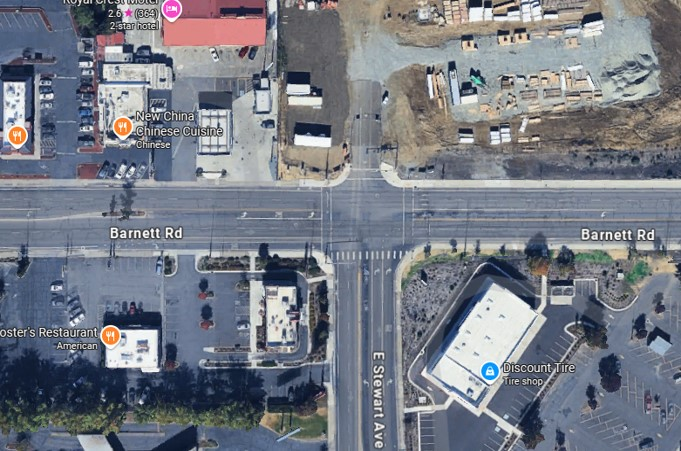 Royal Crest Motel
2.6 ★ (364)
2-star hotel
New China
Chinese Cuisine
Chinese
Barnett Rd
Barnett Rd
oster's Restaurant
American
E Stewart Ave
Discount Tire
Tire shop